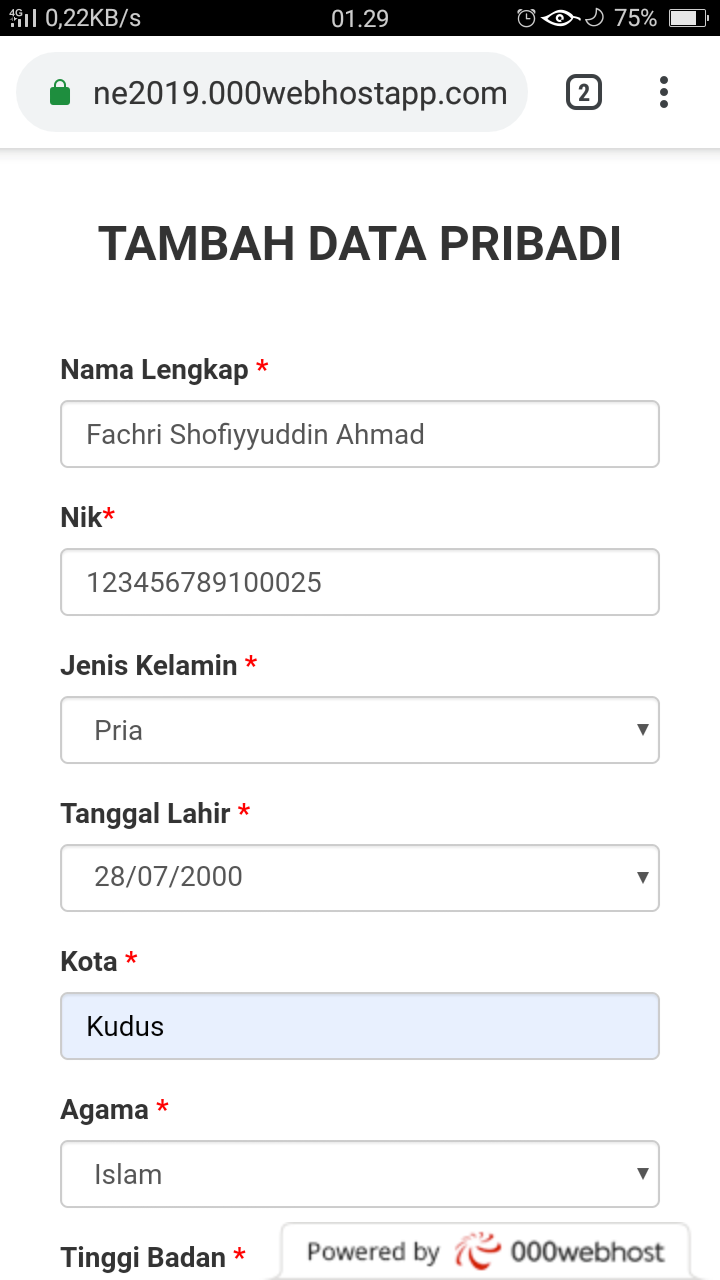 4G 0,22KB/s 01.29 75%
ne2019.000webhostapp.com 2
TAMBAH DATA PRIBADI
Nama Lengkap *
Fachri Shofiyyuddin Ahmad
Nik*
123456789100025
Jenis Kelamin *
Pria
Tanggal Lahir *
28/07/2000
Kota *
Kudus
Agama *
Islam
Tinggi Badan *
Powered by 000webhost